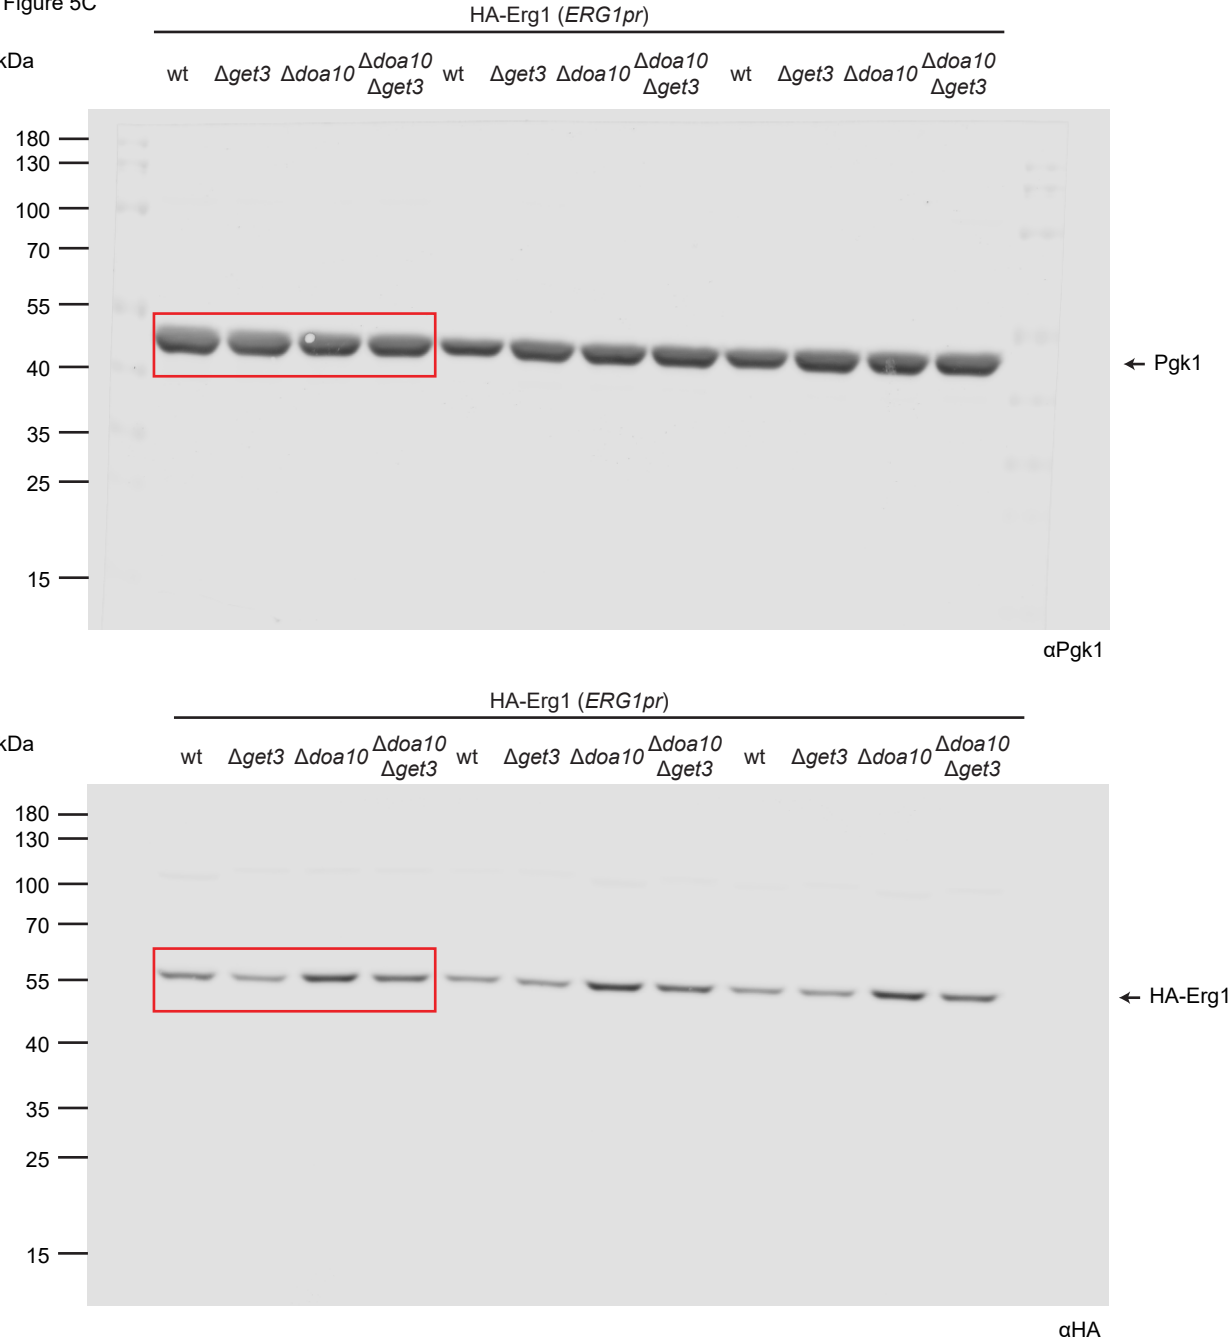 Figure 5C
HA-Erg1 (ERG1pr)
kDa
wt Δget3 Δdoa10 Δdoa10 Δget3 wt Δget3 Δdoa10 Δdoa10 Δget3 wt Δget3 Δdoa10 Δdoa10 Δget3
180
130
100
70
55
40
35
25
15
← Pgk1
αPgk1
HA-Erg1 (ERG1pr)
kDa
wt Δget3 Δdoa10 Δdoa10 Δget3 wt Δget3 Δdoa10 Δdoa10 Δget3 wt Δget3 Δdoa10 Δdoa10 Δget3
180
130
100
70
55
40
35
25
15
← HA-Erg1
αHA